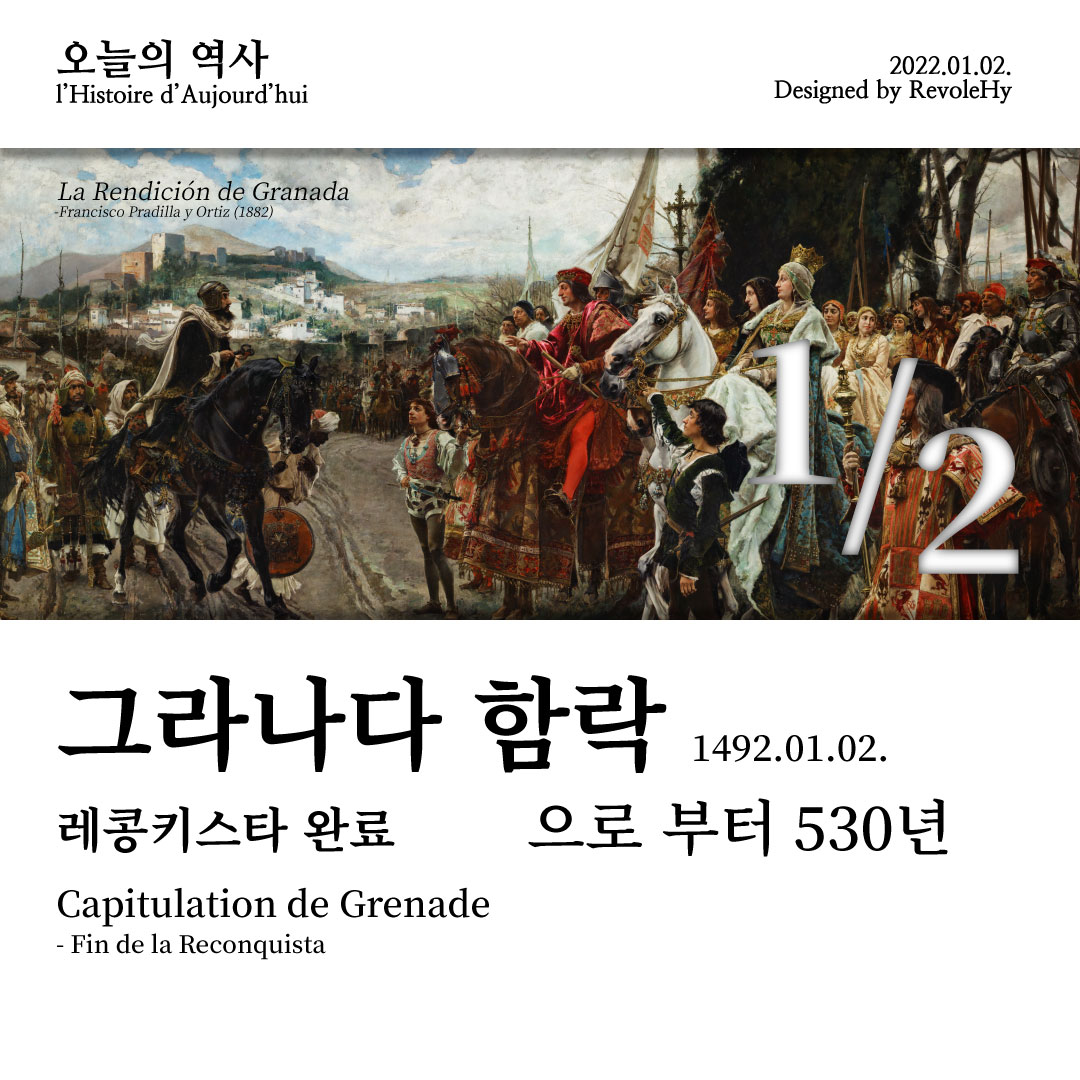 오늘의 역사
l’Histoire d’Aujourd’hui
2022.01.02.
Designed by RevoleHy
La Rendición de Granada
-Francisco Pradilla y Ortiz (1882)
1/2
그라나다 함락 1492.01.02.
레콩키스타 완료 으로 부터 530년
Capitulation de Grenade
- Fin de la Reconquista